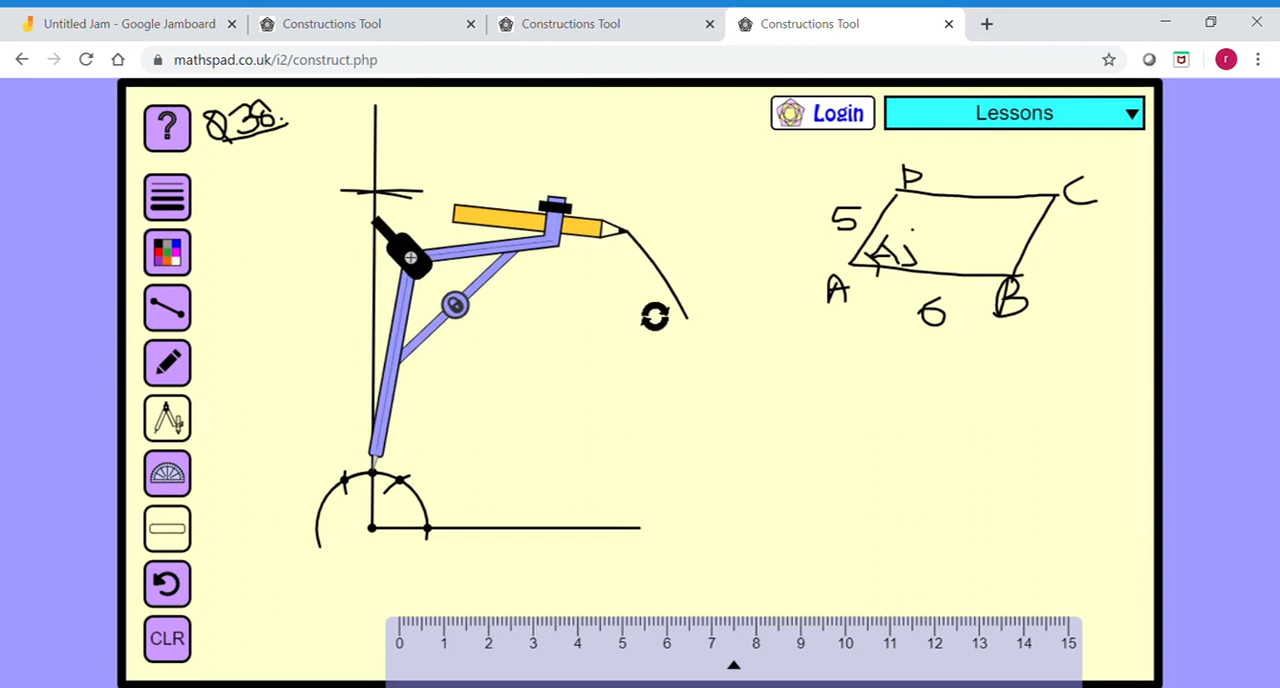 Untitled Jam - Google Jamboard
Constructions Tool
Constructions Tool
Constructions Tool
mathspad.co.uk/i2/construct.php
r
?
Q36.
Login
Lessons
D
C
5
A
6
B
CLR
0 1 2 3 4 5 6 7 8 9 10 11 12 13 14 15